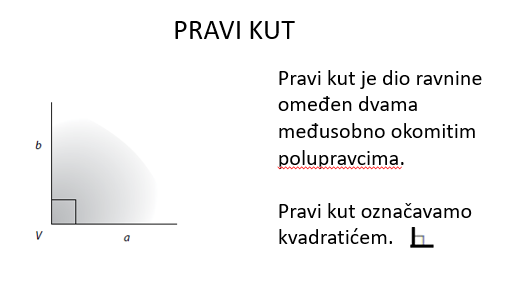 PRAVI KUT
Pravi kut je dio ravnine
omeđen dvama
međusobno okomitim
polupravcima.
Pravi kut označavamo
kvadratićem.
b
V
a